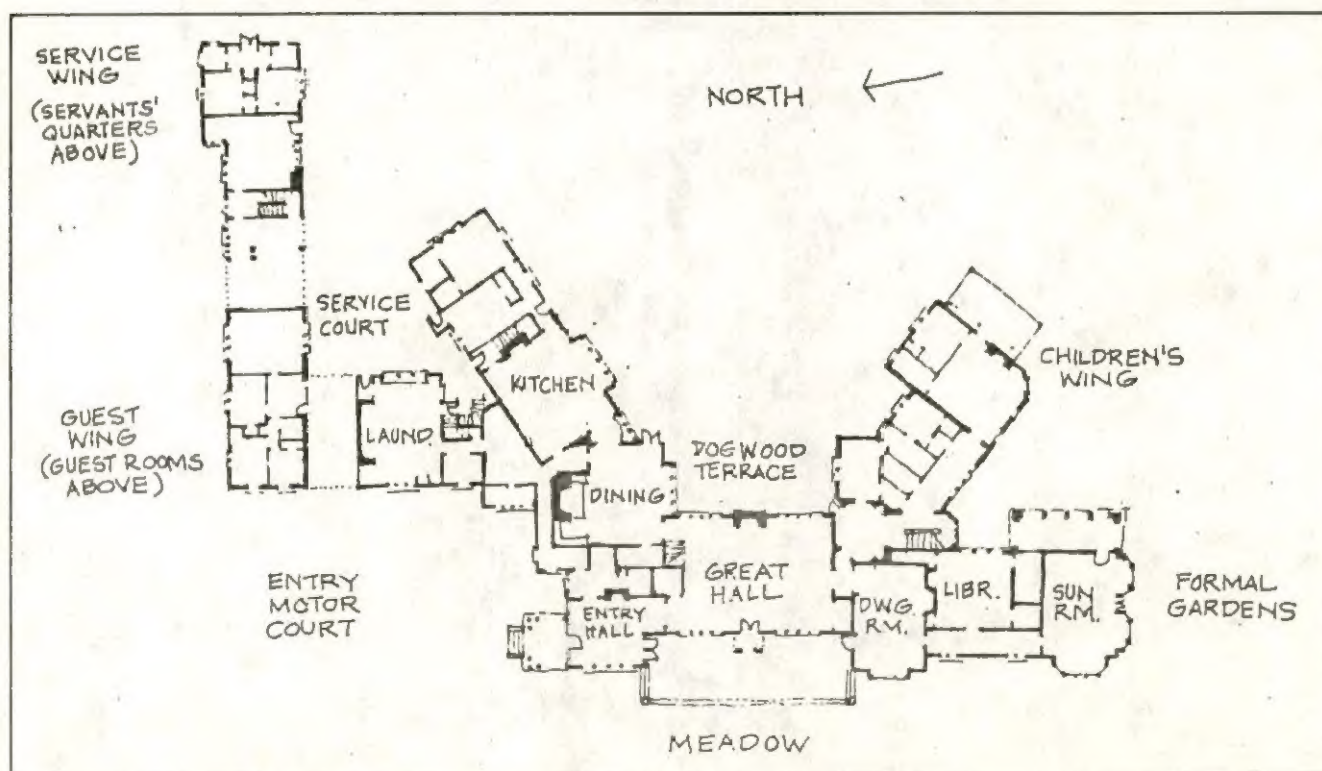 SERVICE
WING
(SERVANTS'
QUARTERS
ABOVE)
NORTH
SERVICE
COURT
KITCHEN
CHILDREN'S
WING
GUEST
WING
(GUEST ROOMS
ABOVE)
LAUND.
DOGWOOD
TERRACE
DINING
ENTRY
MOTOR
COURT
GREAT
HALL
ENTRY
HALL
DWG.
RM.
LIBR.
SUN
RM.
FORMAL
GARDENS
MEADOW